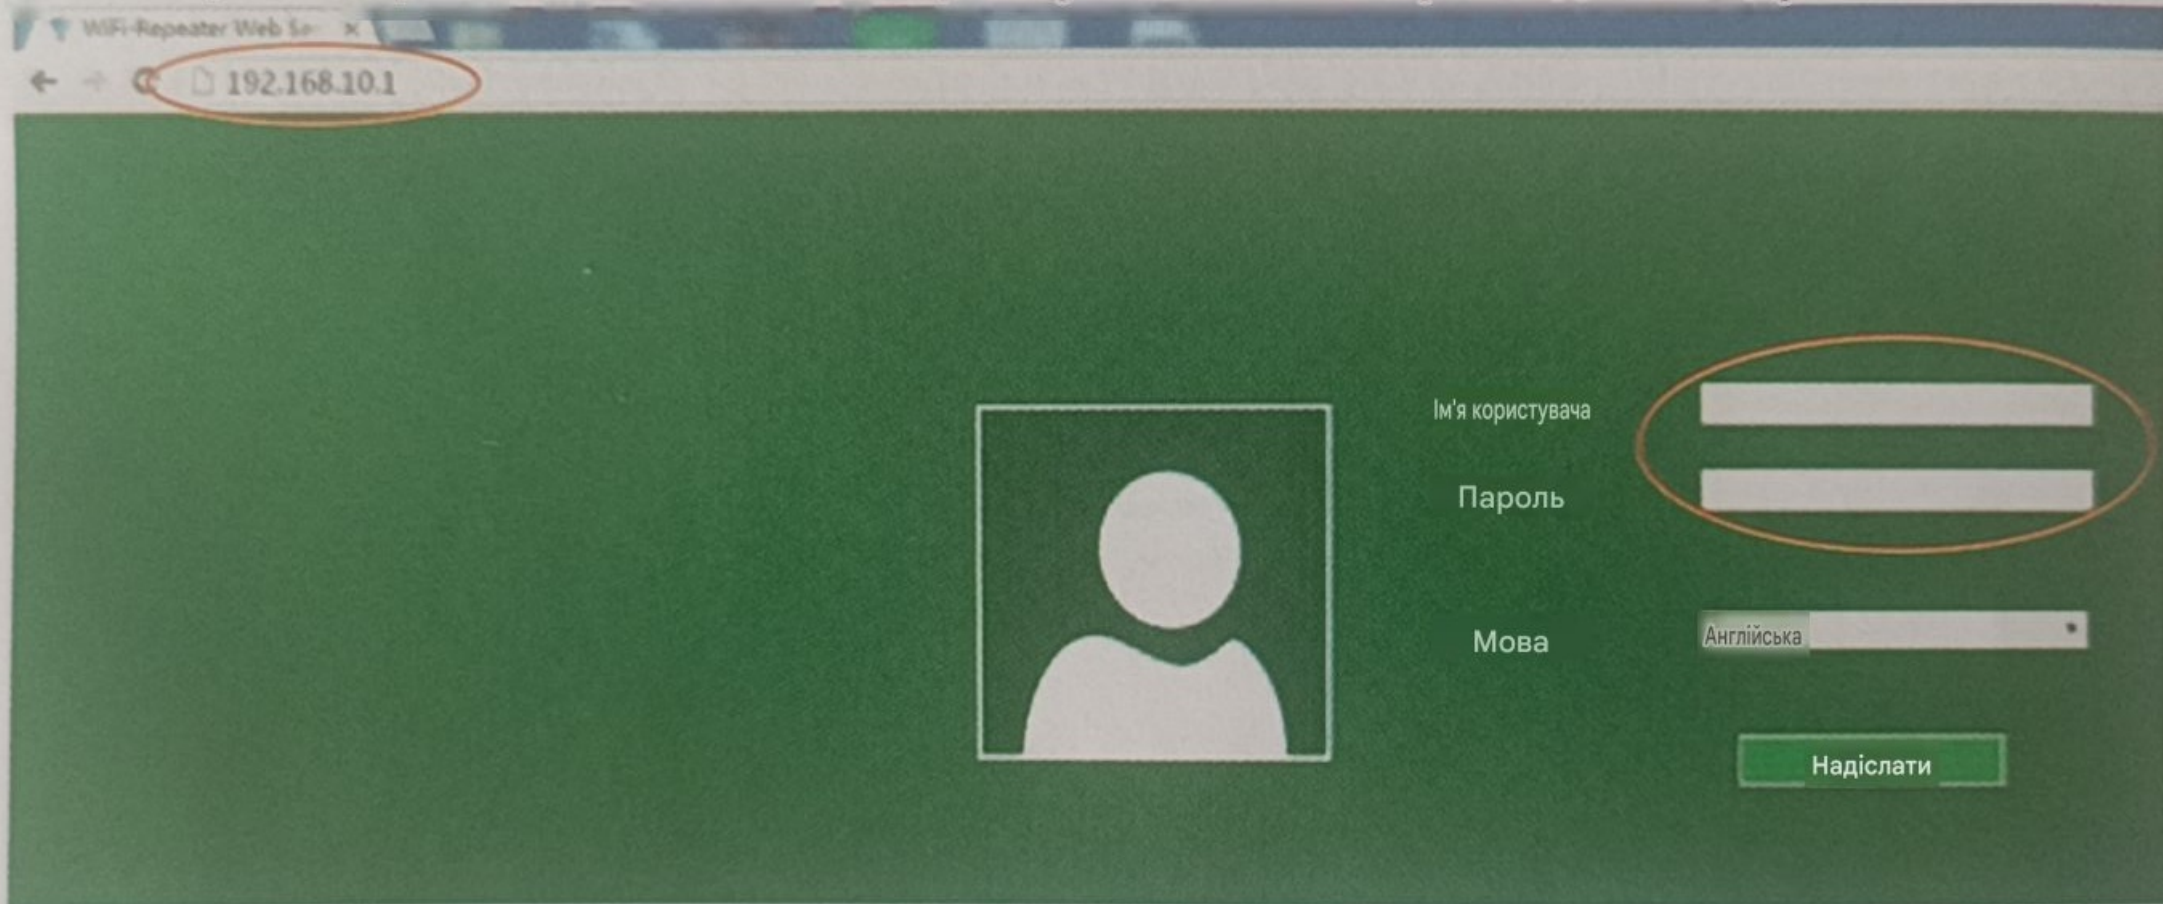 WiFi-Repeater Web Se
192.168.10.1
Ім'я користувача
Пароль
Мова
Англійська
Надіслати